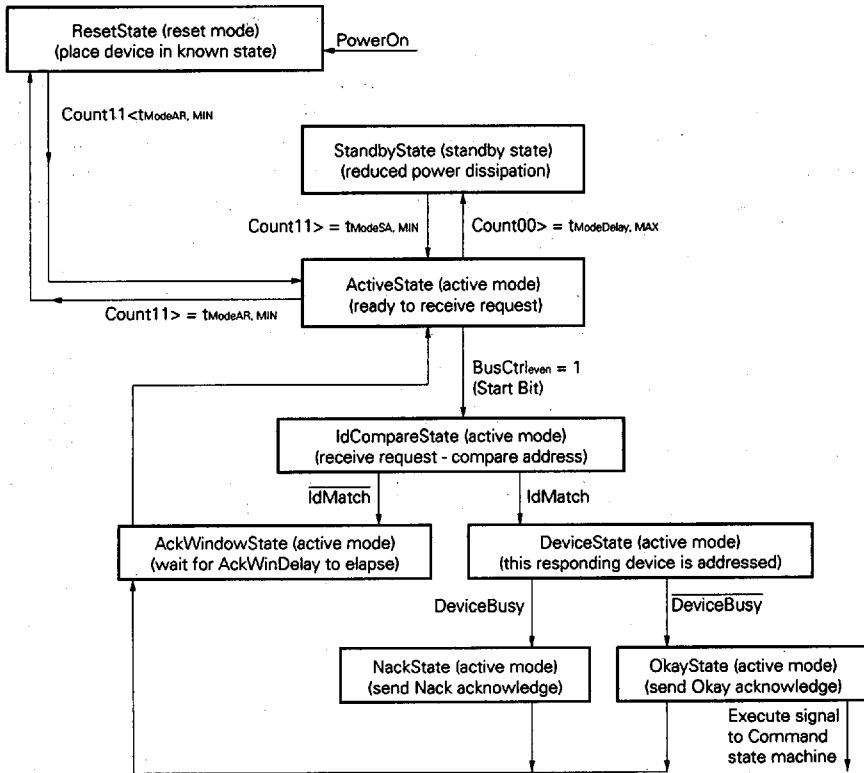 ResetState (reset mode)
(place device in known state)
PowerOn
Count11<tModeAR, MIN
StandbyState (standby state)
(reduced power dissipation)
Count11> = tModeSA, MIN
Count00> = tModeDelay, MAX
ActiveState (active mode)
(ready to receive request)
Count11> = tModeAR, MIN
BusCtrleven = 1
(Start Bit)
IdCompareState (active mode)
(receive request - compare address)
IdMatch
IdMatch
AckWindowState (active mode)
(wait for AckWinDelay to elapse)
DeviceState (active mode)
(this responding device is addressed)
DeviceBusy
DeviceBusy
NackState (active mode)
(send Nack acknowledge)
OkayState (active mode)
(send Okay acknowledge)
Execute signal
to Command
state machine